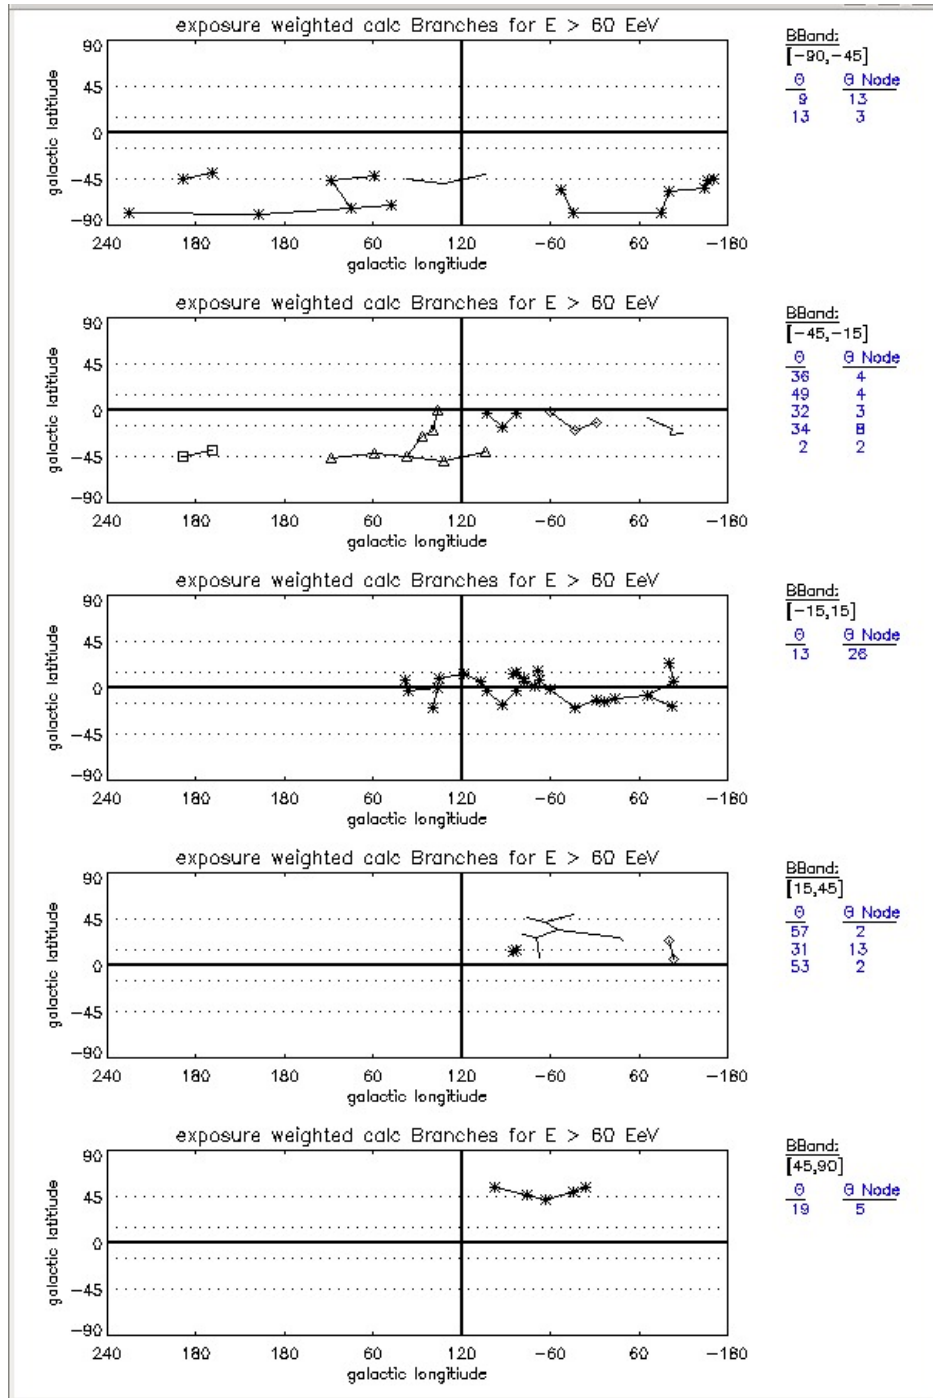 exposure weighted calc Branches for E > 60 EeV
90
45
0
−45
−90
galactic latitiude
240 180 180 60 120 −60 60 −180
galactic longitiude
BBand:
[−90,−45]
Θ Θ Node
9 13
13 3
exposure weighted calc Branches for E > 60 EeV
90
45
0
−45
−90
galactic latitiude
240 180 180 60 120 −60 60 −180
galactic longitiude
BBand:
[−45,−15]
Θ Θ Node
36 4
49 4
32 3
34 8
2 2
exposure weighted calc Branches for E > 60 EeV
90
45
0
−45
−90
galactic latitiude
240 180 180 60 120 −60 60 −180
galactic longitiude
BBand:
[−15,15]
Θ Θ Node
13 26
exposure weighted calc Branches for E > 60 EeV
90
45
0
−45
−90
galactic latitiude
240 180 180 60 120 −60 60 −180
galactic longitiude
BBand:
[15,45]
Θ Θ Node
57 2
31 13
53 2
exposure weighted calc Branches for E > 60 EeV
90
45
0
−45
−90
galactic latitiude
240 180 180 60 120 −60 60 −180
galactic longitiude
BBand:
[45,90]
Θ Θ Node
19 5